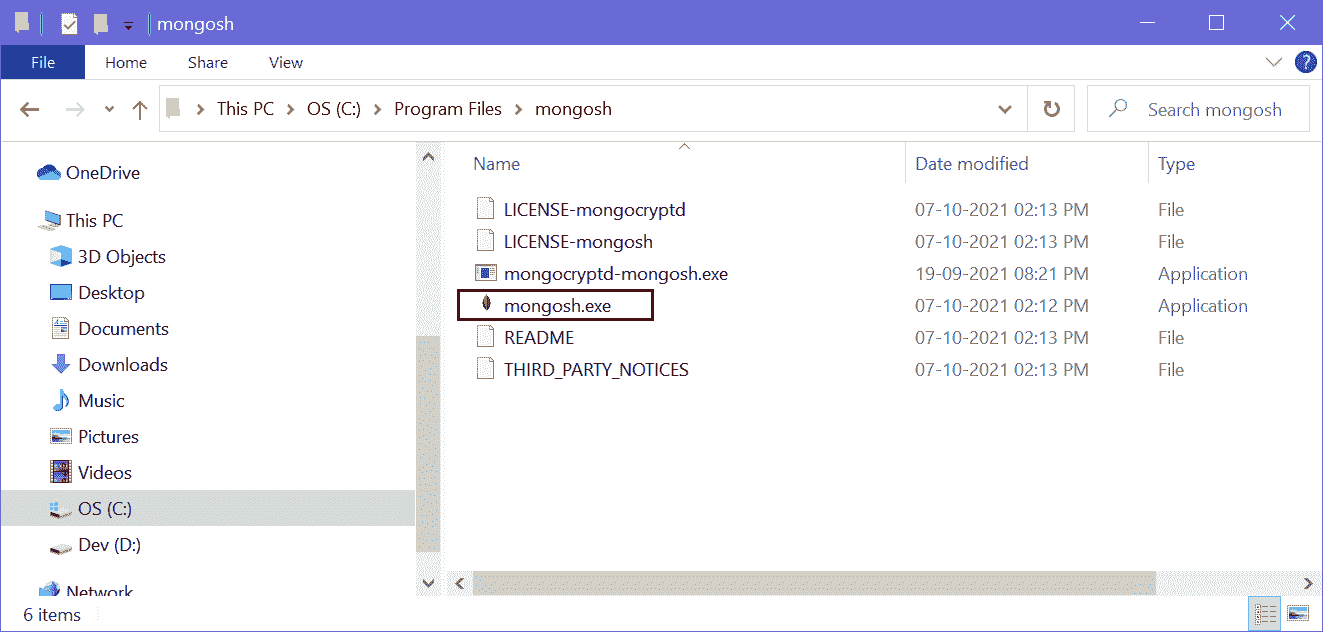 mongosh
File Home Share View
This PC OS (C:) Program Files mongosh Search mongosh
OneDrive
This PC
3D Objects
Desktop
Documents
Downloads
Music
Pictures
Videos
OS (C:)
Dev (D:)
Network
Name Date modified Type
LICENSE-mongocryptd 07-10-2021 02:13 PM File
LICENSE-mongosh 07-10-2021 02:13 PM File
mongocryptd-mongosh.exe 19-09-2021 08:21 PM Application
mongosh.exe 07-10-2021 02:12 PM Application
README 07-10-2021 02:13 PM File
THIRD_PARTY_NOTICES 07-10-2021 02:13 PM File
6 items